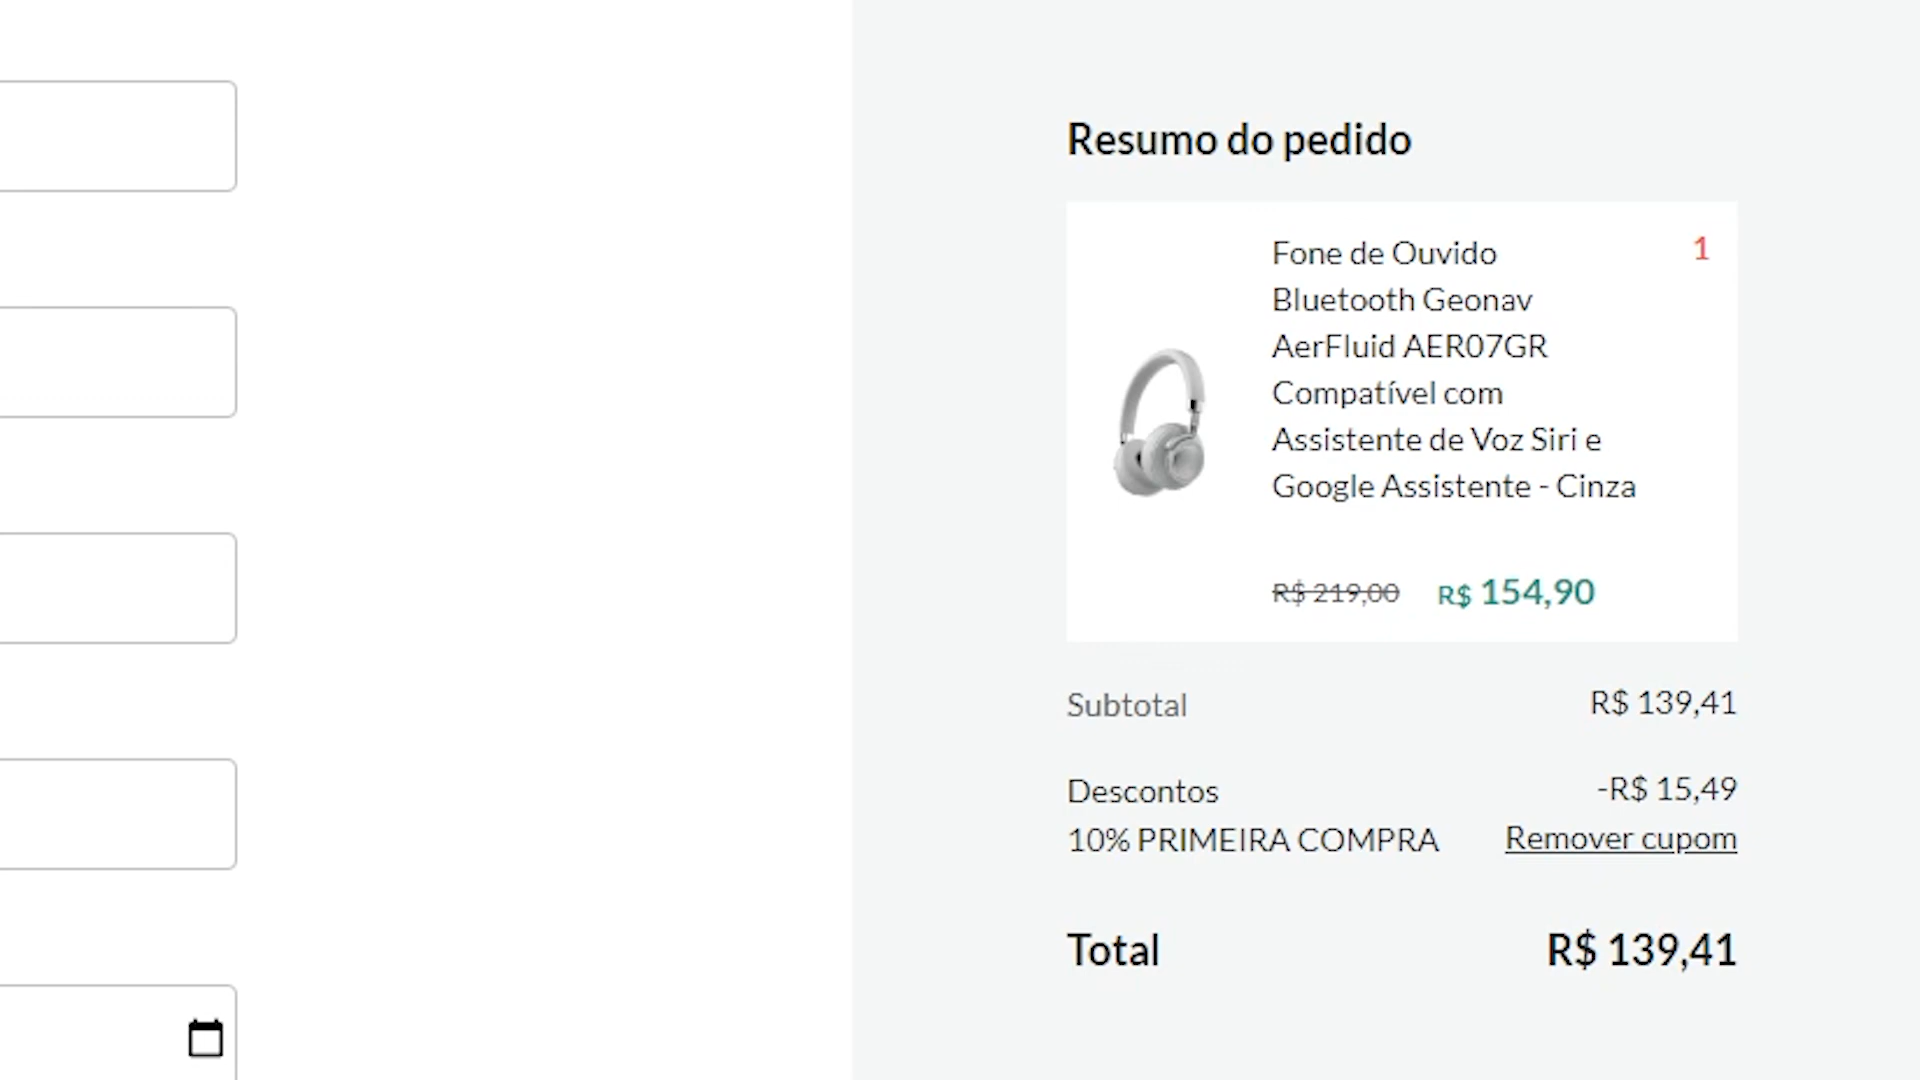 Resumo do pedido
Fone de Ouvido
1
Bluetooth Geonav
AerFluid AER07GR
Compatível com
Assistente de Voz Siri e
Google Assistente - Cinza
R$ 219,00 R$ 154,90
Subtotal R$ 139,41
Descontos -R$ 15,49
10% PRIMEIRA COMPRA Remover cupom
Total R$ 139,41